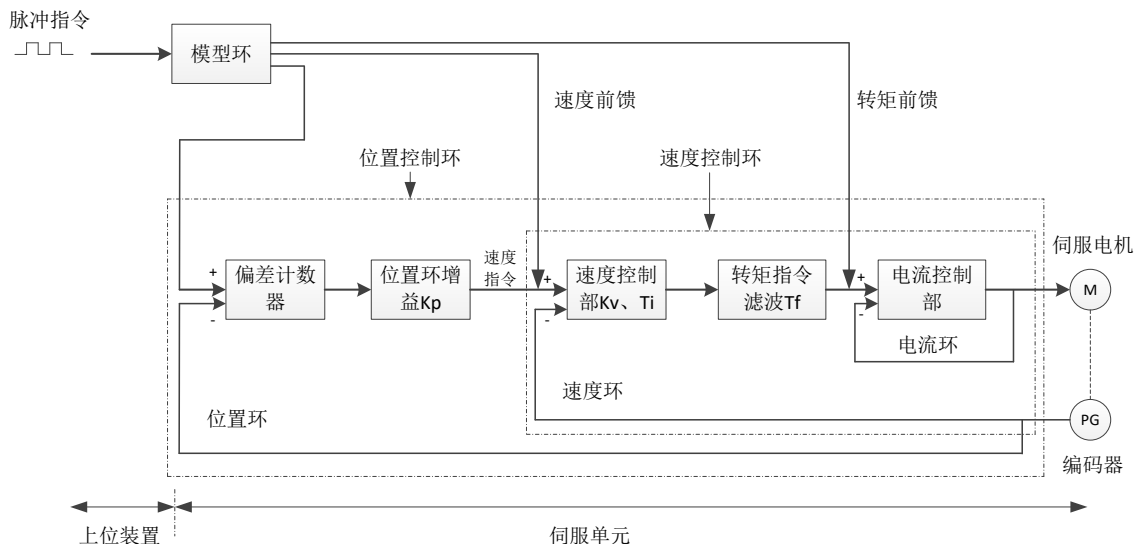 脉冲指令
模型环
速度前馈
转矩前馈
位置控制环
速度控制环
伺服电机
+
偏差计数
器
-
位置环增
益Kp
速度
指令
+
速度控制
部Kv、Ti
-
转矩指令
滤波Tf
+
电流控制
部
-
M
电流环
速度环
位置环
PG
编码器
上位装置
伺服单元